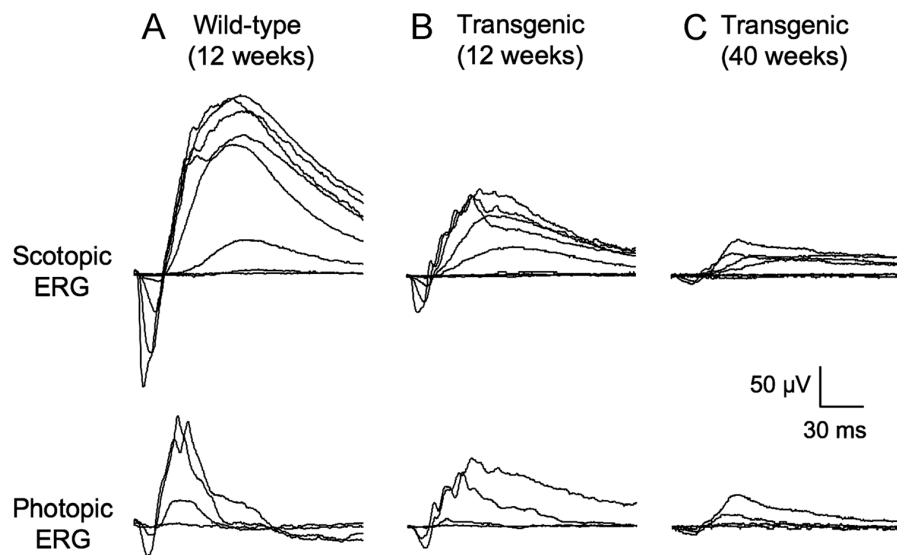 A Wild-type
(12 weeks)
B Transgenic
(12 weeks)
C Transgenic
(40 weeks)
Scotopic
ERG
50 µV
30 ms
Photopic
ERG